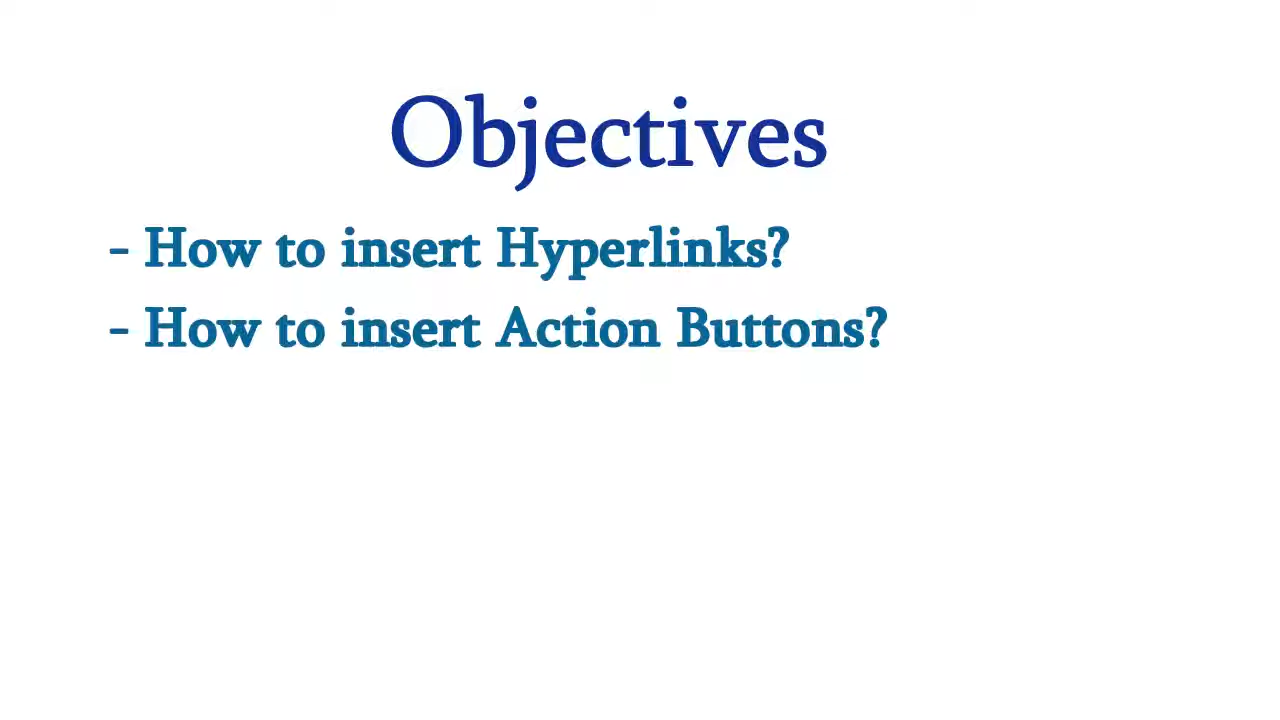 Objectives
- How to insert Hyperlinks?
- How to insert Action Buttons?